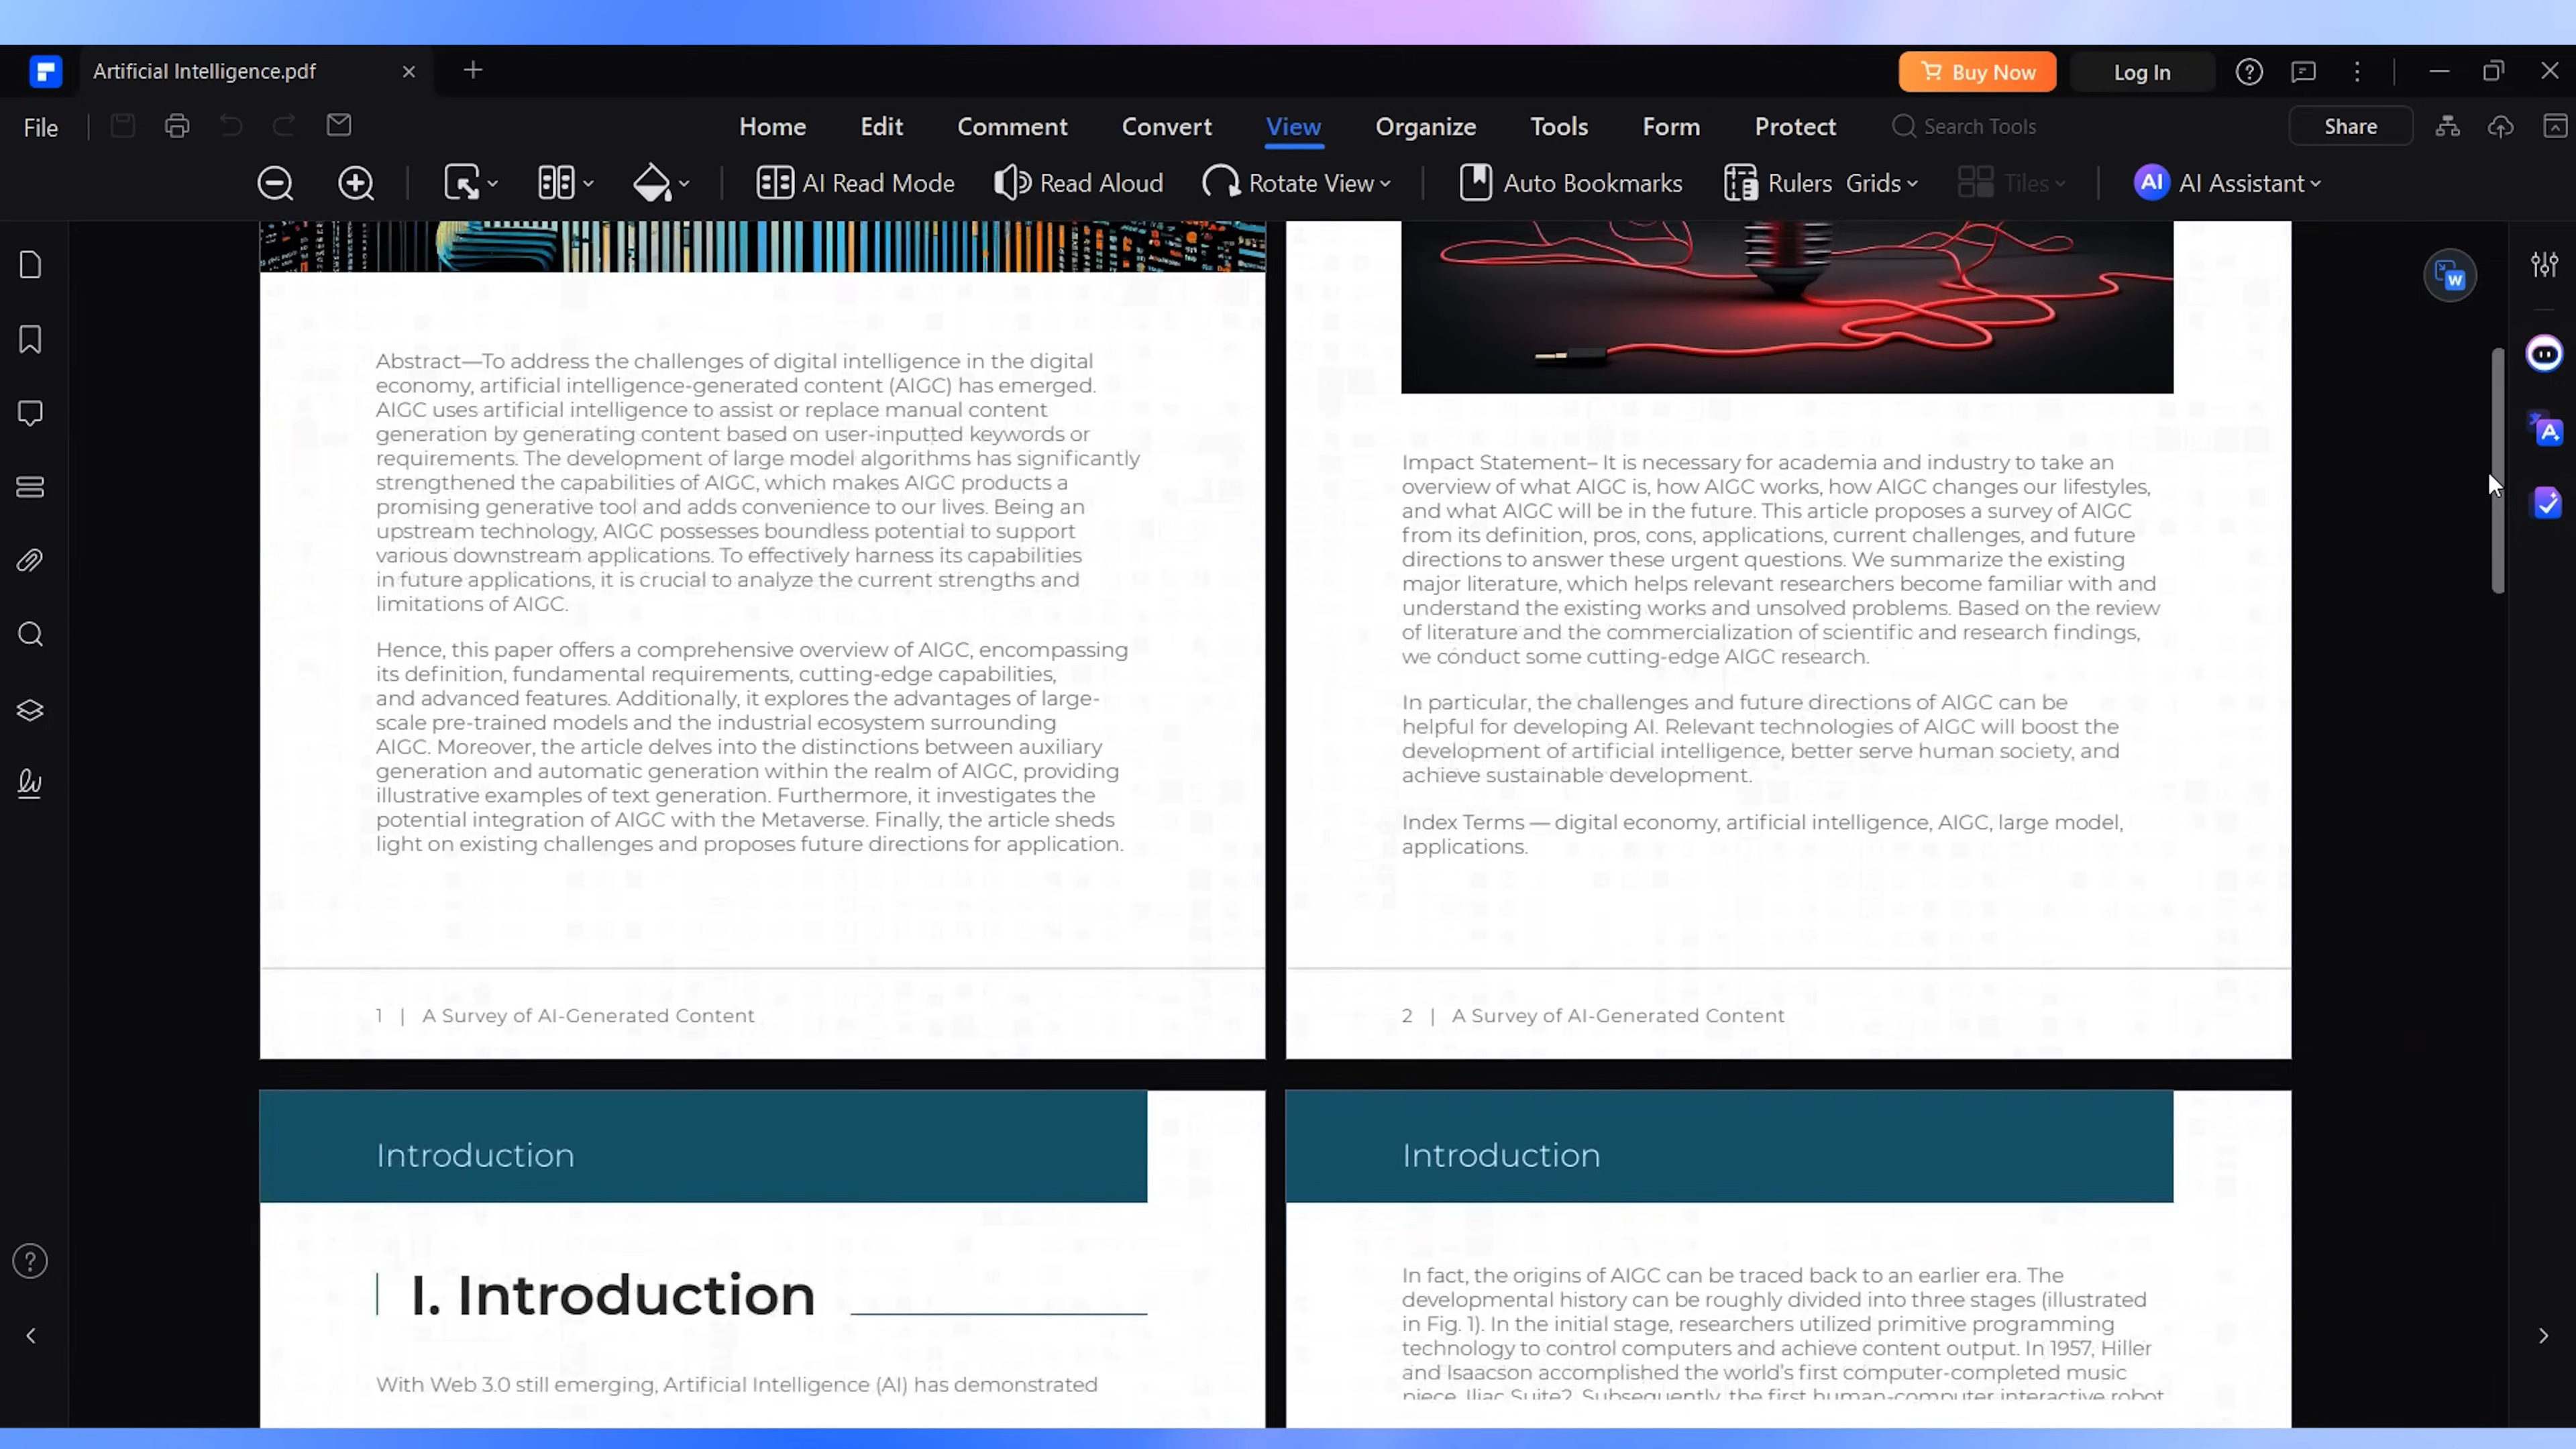 Artificial Intelligence.pdf
Buy Now
Log In
File
Home
Edit
Comment
Convert
View
Organize
Tools
Form
Protect
Search Tools
Share
AI Read Mode
Read Aloud
Rotate View
Auto Bookmarks
Rulers
Grids
Tiles
AI
AI Assistant
W
A
Abstract—To address the challenges of digital intelligence in the digital
economy, artificial intelligence-generated content (AIGC) has emerged.
AIGC uses artificial intelligence to assist or replace manual content
generation by generating content based on user-inputted keywords or
requirements. The development of large model algorithms has significantly
strengthened the capabilities of AIGC, which makes AIGC products a
promising generative tool and adds convenience to our lives. Being an
upstream technology, AIGC possesses boundless potential to support
various downstream applications. To effectively harness its capabilities
in future applications, it is crucial to analyze the current strengths and
limitations of AIGC.
Hence, this paper offers a comprehensive overview of AIGC, encompassing
its definition, fundamental requirements, cutting-edge capabilities,
and advanced features. Additionally, it explores the advantages of large-
scale pre-trained models and the industrial ecosystem surrounding
AIGC. Moreover, the article delves into the distinctions between auxiliary
generation and automatic generation within the realm of AIGC, providing
illustrative examples of text generation. Furthermore, it investigates the
potential integration of AIGC with the Metaverse. Finally, the article sheds
light on existing challenges and proposes future directions for application.
1 | A Survey of AI-Generated Content
Impact Statement– It is necessary for academia and industry to take an
overview of what AIGC is, how AIGC works, how AIGC changes our lifestyles,
and what AIGC will be in the future. This article proposes a survey of AIGC
from its definition, pros, cons, applications, current challenges, and future
directions to answer these urgent questions. We summarize the existing
major literature, which helps relevant researchers become familiar with and
understand the existing works and unsolved problems. Based on the review
of literature and the commercialization of scientific and research findings,
we conduct some cutting-edge AIGC research.
In particular, the challenges and future directions of AIGC can be
helpful for developing AI. Relevant technologies of AIGC will boost the
development of artificial intelligence, better serve human society, and
achieve sustainable development.
Index Terms — digital economy, artificial intelligence, AIGC, large model,
applications.
2 | A Survey of AI-Generated Content
Introduction
I. Introduction
With Web 3.0 still emerging, Artificial Intelligence (AI) has demonstrated
Introduction
In fact, the origins of AIGC can be traced back to an earlier era. The
developmental history can be roughly divided into three stages (illustrated
in Fig. 1). In the initial stage, researchers utilized primitive programming
technology to control computers and achieve content output. In 1957, Hiller
and Isaacson accomplished the world's first computer-completed music
piece, Iliac Suite2. Subsequently, the first human-computer interactive robot